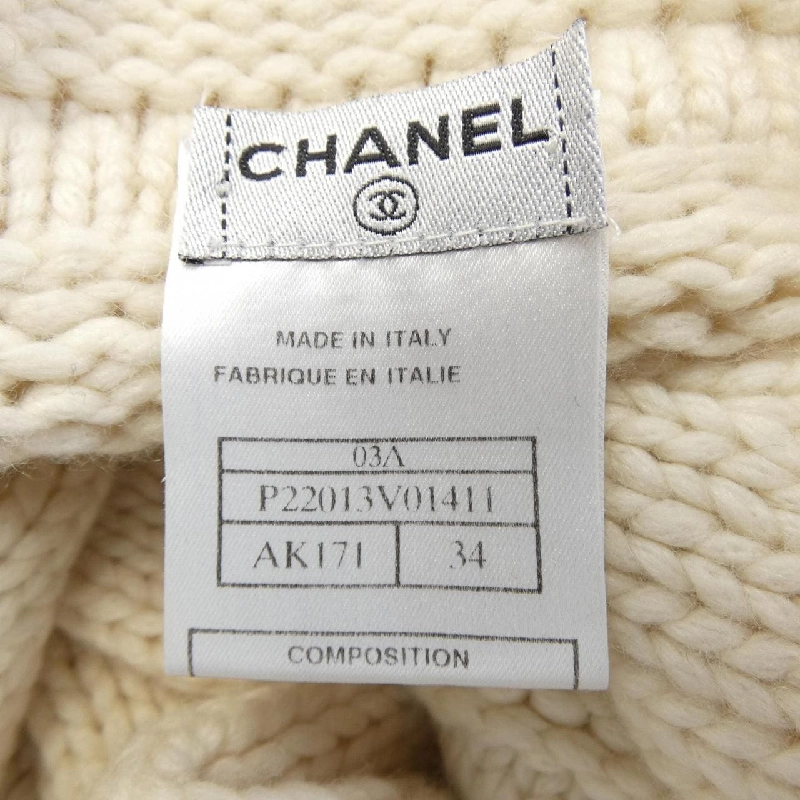 CHANEL
MADE IN ITALY
FABRIQUE EN ITALIE
03A
P22013V01411
AK171 34
COMPOSITION